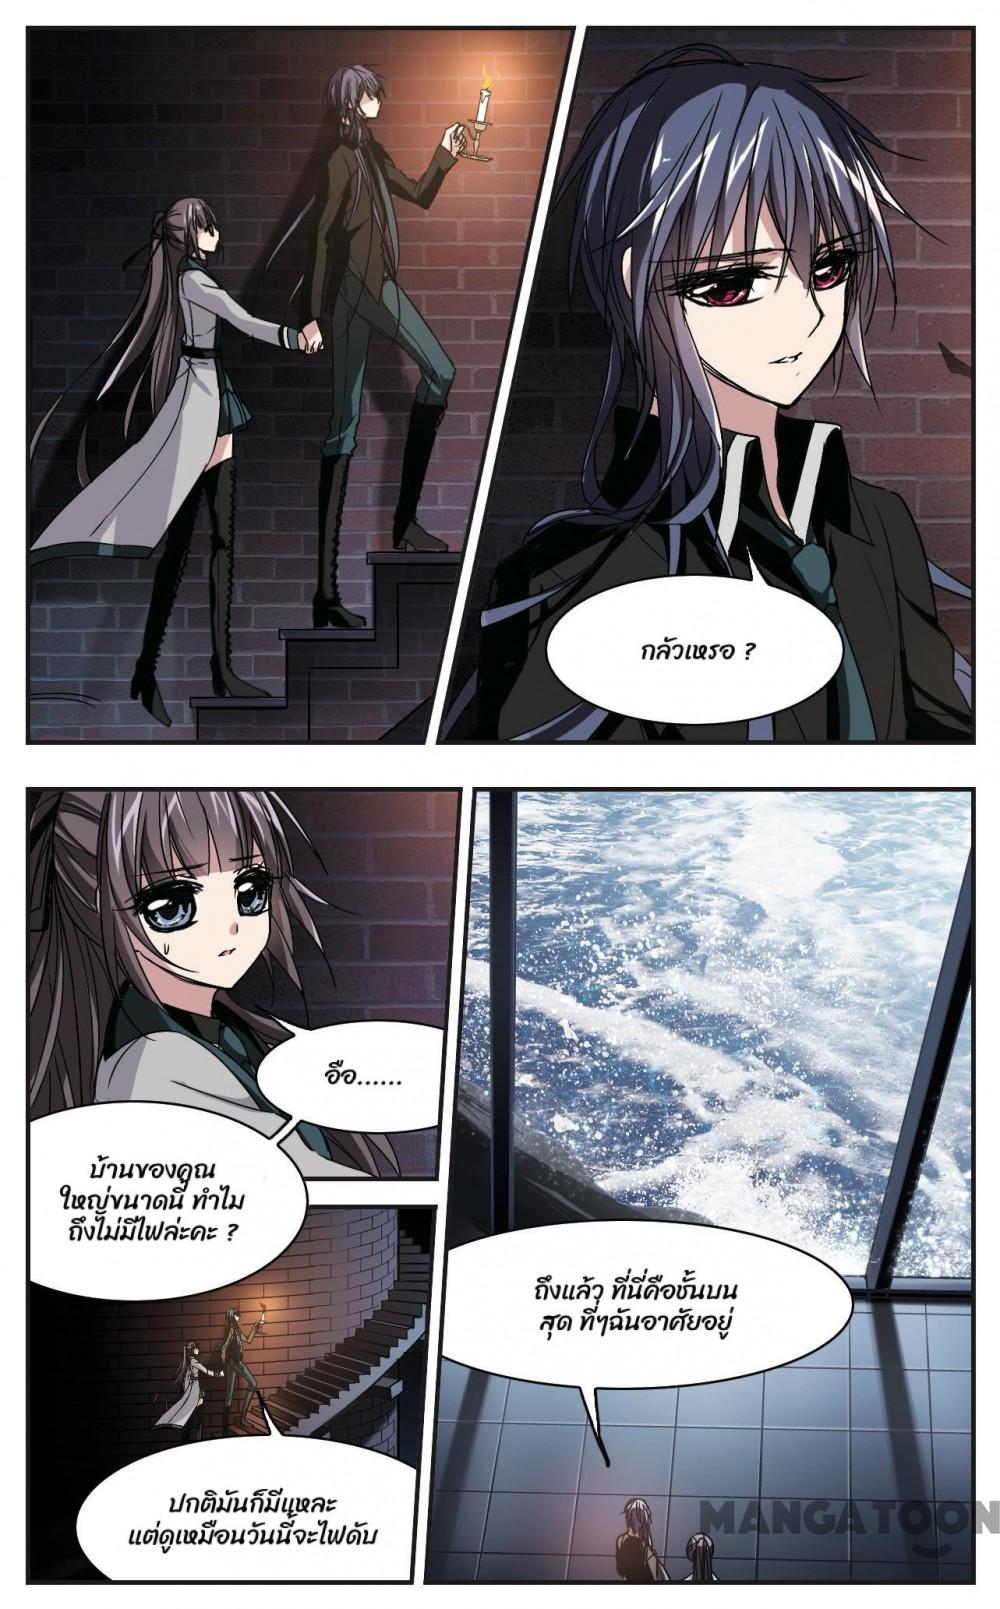 กลัวเหรอ ?
อือ......
บ้านของคุณ
ใหญ่ขนาดนี้ ทำไม
ถึงไม่มีไฟล่ะคะ ?
ปกติมันก็มีแหละ
แต่ดูเหมือนวันนี้จะไฟดับ
ถึงแล้ว ที่นี่คือชั้นบน
สุด ที่ๆฉันอาศัยอยู่
MANGATOON